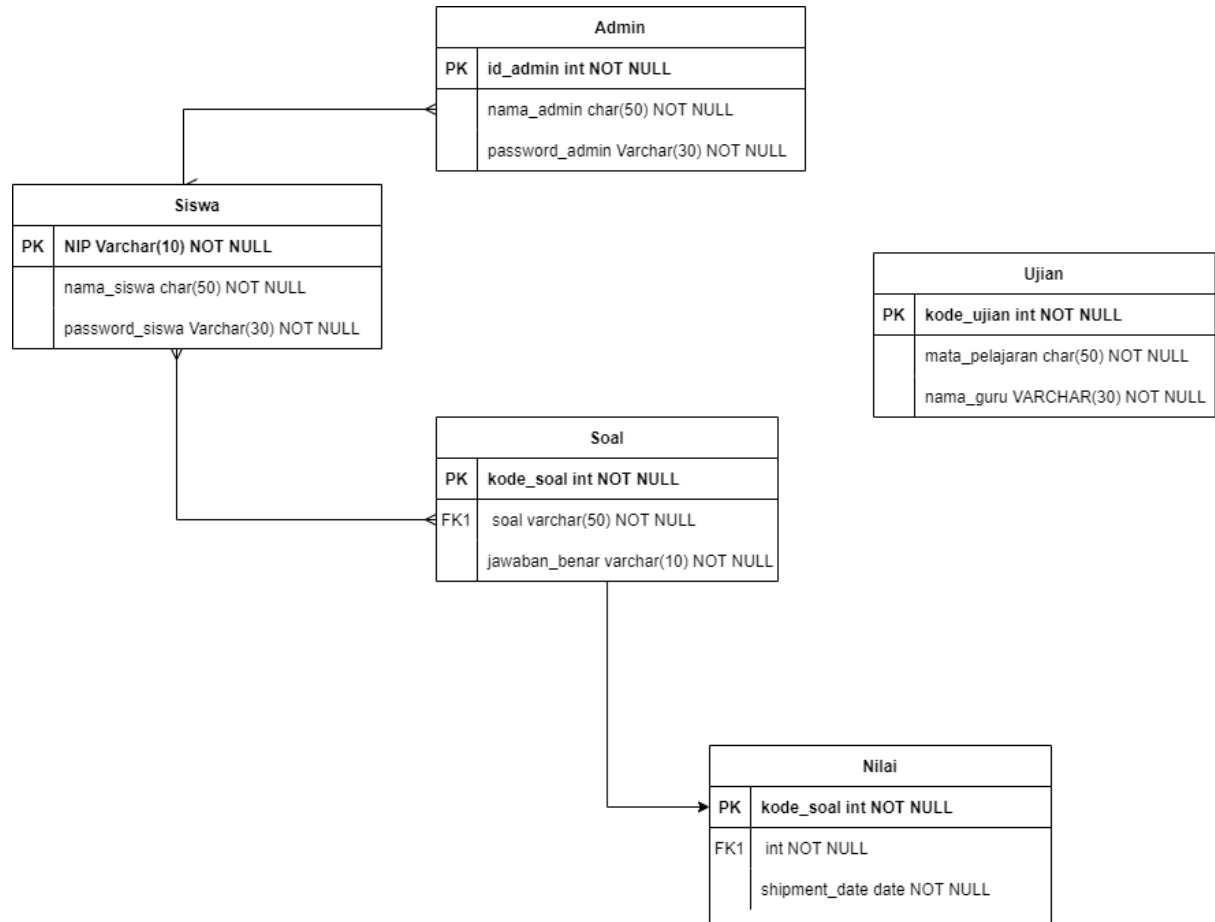 Admin
PK id_admin int NOT NULL
nama_admin char(50) NOT NULL
password_admin Varchar(30) NOT NULL
Siswa
PK NIP Varchar(10) NOT NULL
nama_siswa char(50) NOT NULL
password_siswa Varchar(30) NOT NULL
Ujian
PK kode_ujian int NOT NULL
mata_pelajaran char(50) NOT NULL
nama_guru VARCHAR(30) NOT NULL
Soal
PK kode_soal int NOT NULL
FK1 soal varchar(50) NOT NULL
jawaban_benar varchar(10) NOT NULL
Nilai
PK kode_soal int NOT NULL
FK1 int NOT NULL
shipment_date date NOT NULL